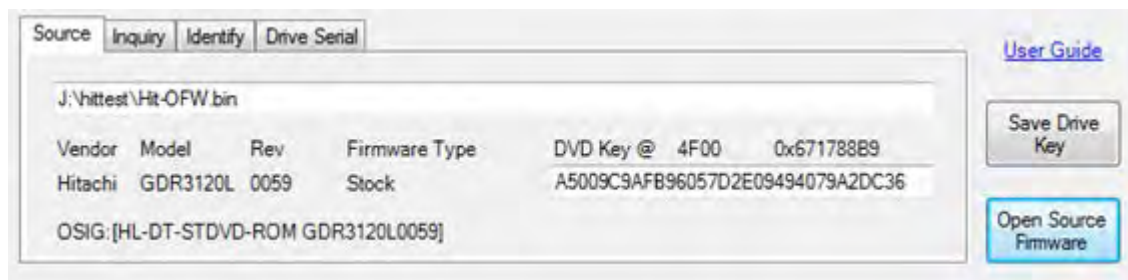 Source Inquiry Identify Drive Serial
User Guide
J:\hittest\Hit-OFW.bin
Save Drive
Key
Vendor Model Rev Firmware Type DVD Key @ 4F00 0x671788B9
Hitachi GDR3120L 0059 Stock A5009C9AFB96057D2E09494079A2DC36
Open Source
Firmware
OSIG:[HL-DT-STDVD-ROM GDR3120L0059]